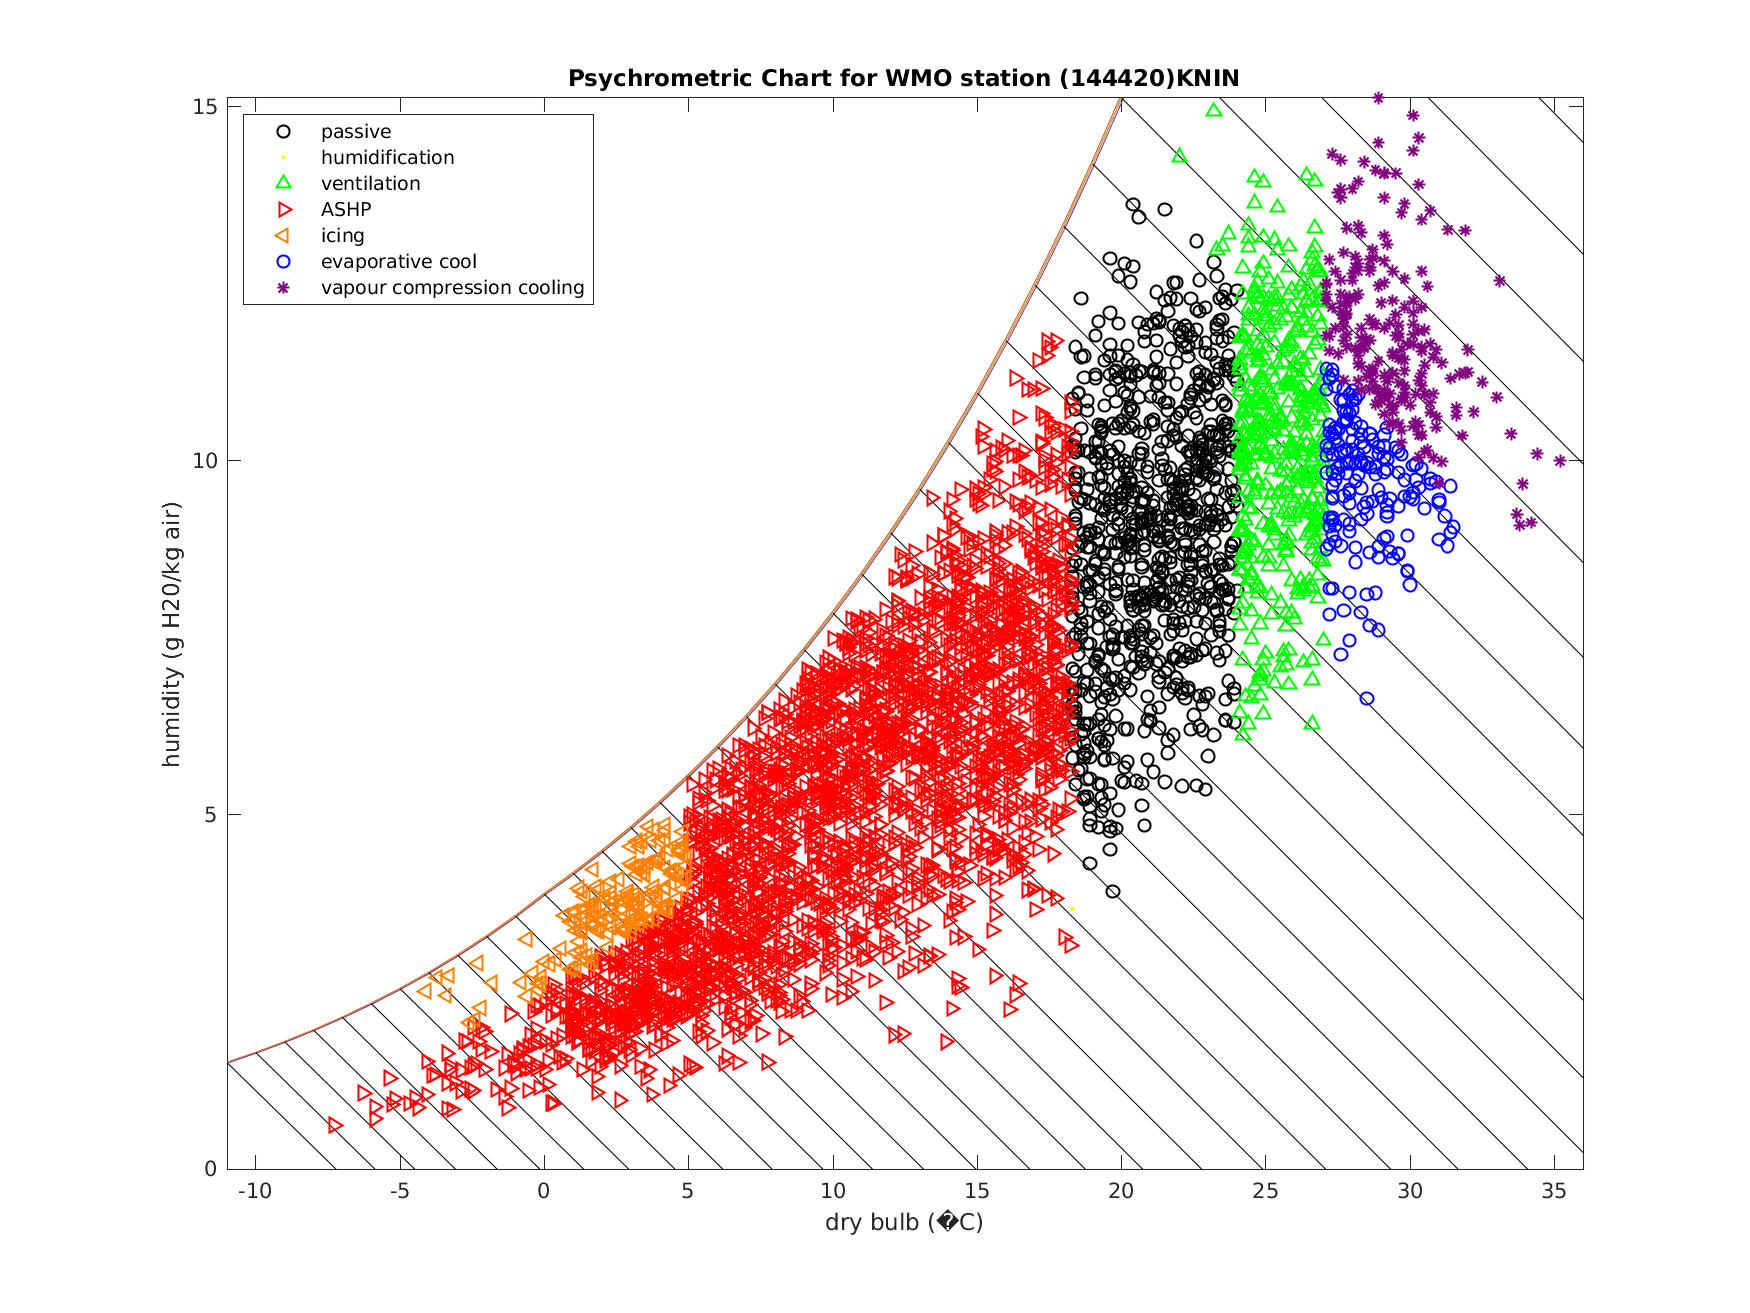 Psychrometric Chart for WMO station (144420)KNIN
passive
humidification
ventilation
ASHP
icing
evaporative cool
vapour compression cooling
humidity (g H20/kg air)
15
10
5
0
-10 -5 0 5 10 15 20 25 30 35
dry bulb (�C)